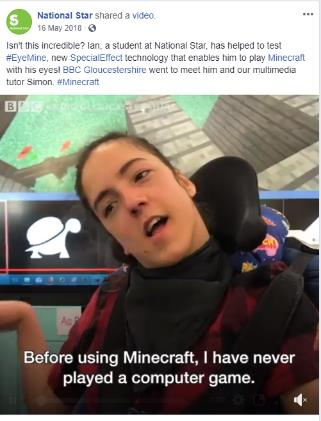 National Star shared a video.
16 May 2018
Isn't this incredible? Ian, a student at National Star, has helped to test
#EyeMine, new SpecialEffect technology that enables him to play Minecraft
with his eyes! BBC Gloucestershire went to meet him and our multimedia
tutor Simon. #Minecraft
BBC
Before using Minecraft, I have never
played a computer game.